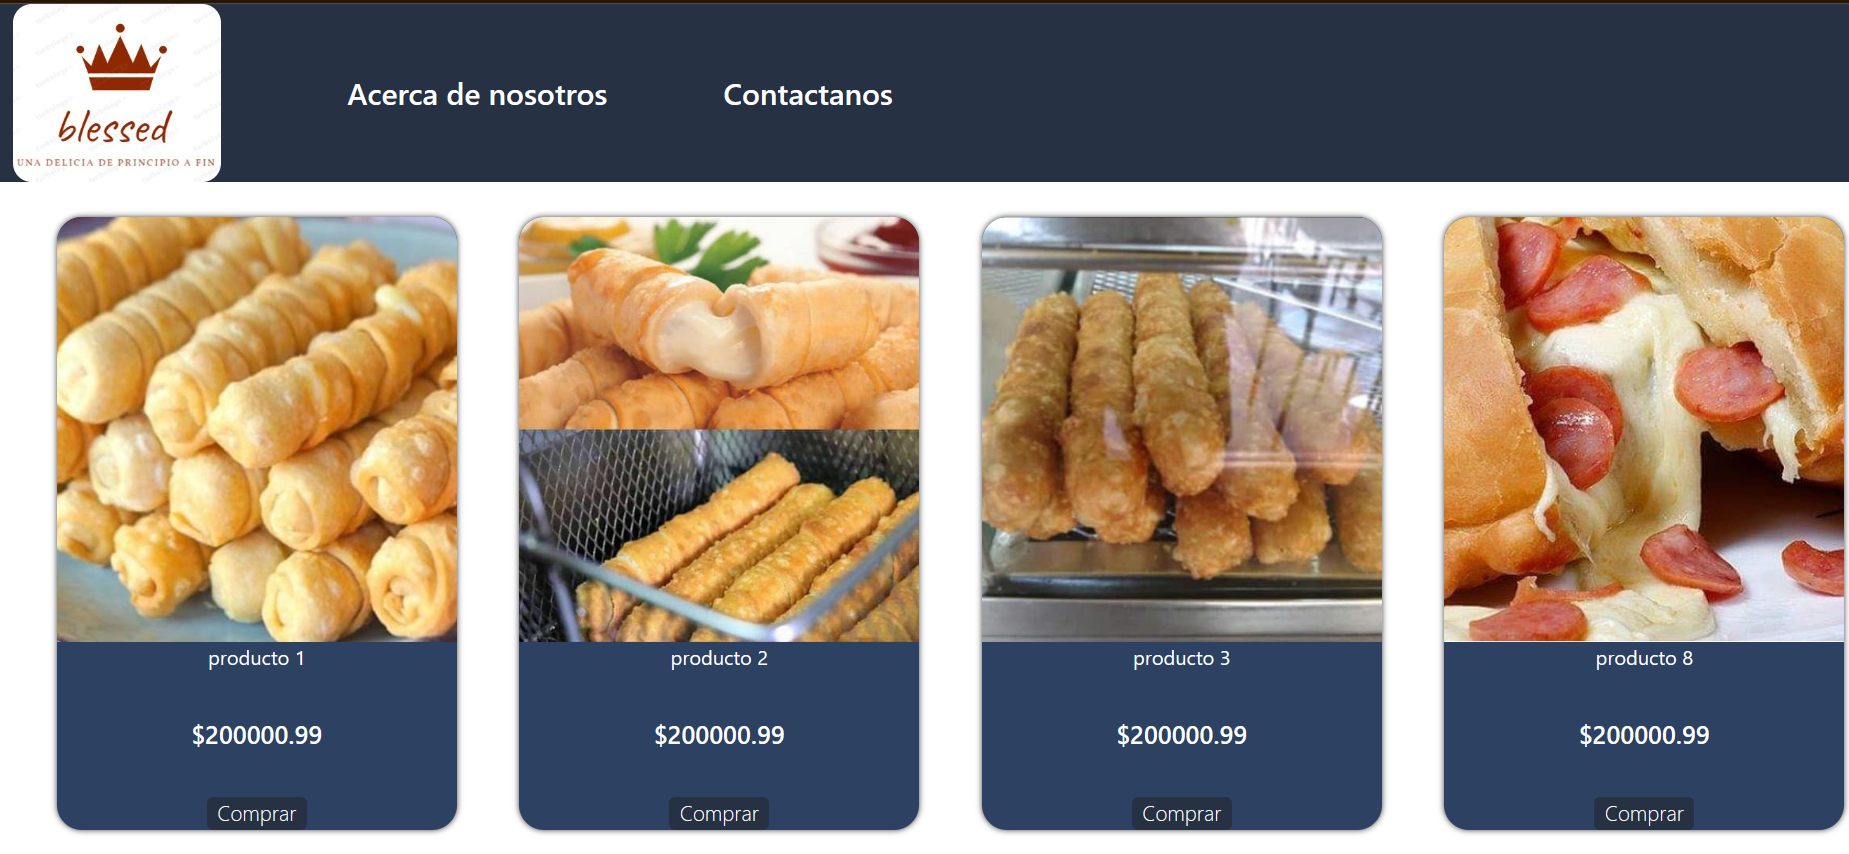 blessed
UNA DELICIA DE PRINCIPIO A FIN
Acerca de nosotros
Contactanos
producto 1
$200000.99
Comprar
producto 2
$200000.99
Comprar
producto 3
$200000.99
Comprar
producto 8
$200000.99
Comprar